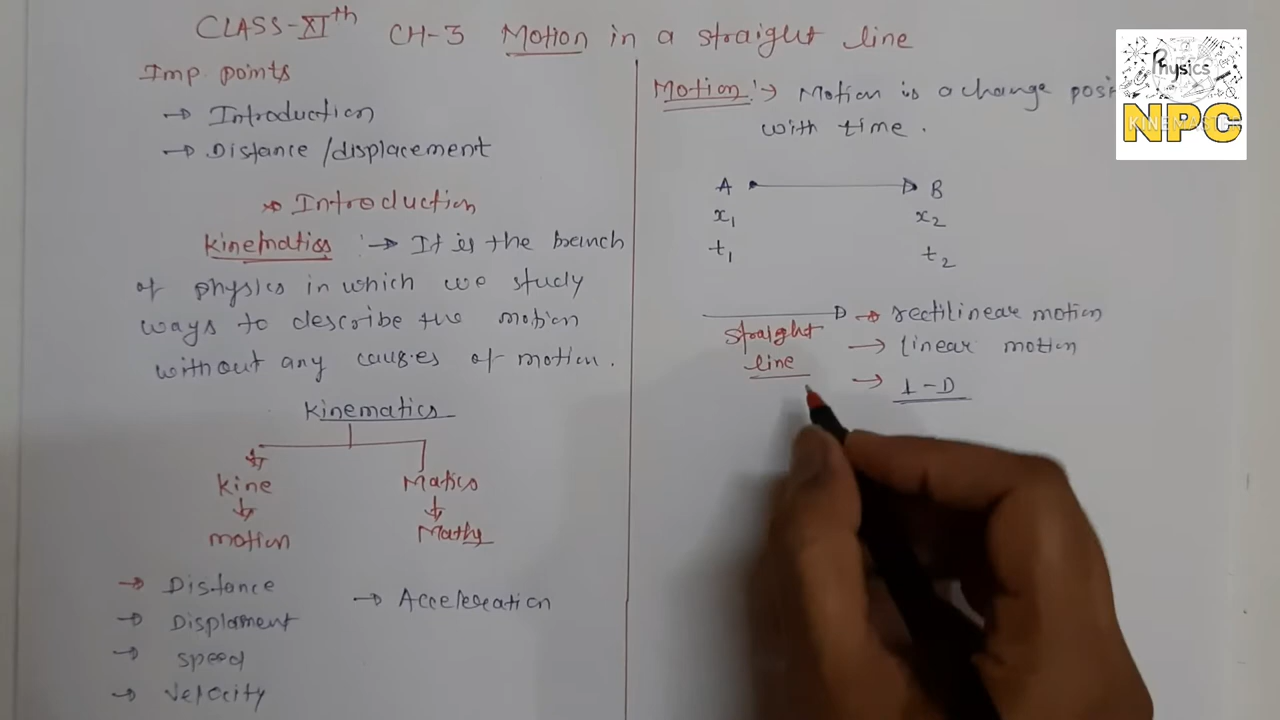 CLASS-XIth CH-3 Motion in a straight line
Imp. points
→ Introduction
→ Distance/displacement
Introduction
Kinematics :→ It is the branch
of physics in which we study
ways to describe the motion
without any causes of motion.
Kinematics
Kine Matics
motion Maths
→ Distance
→ Displament
→ speed
→ Velocity
→ Acceleration
Motion :→ Motion is a change posi
with time.
A B
x1 x2
t1 t2
straight
line
→ rectilinear motion
→ linear motion
→ 1-D
Physics
NPC
KINEMASTER